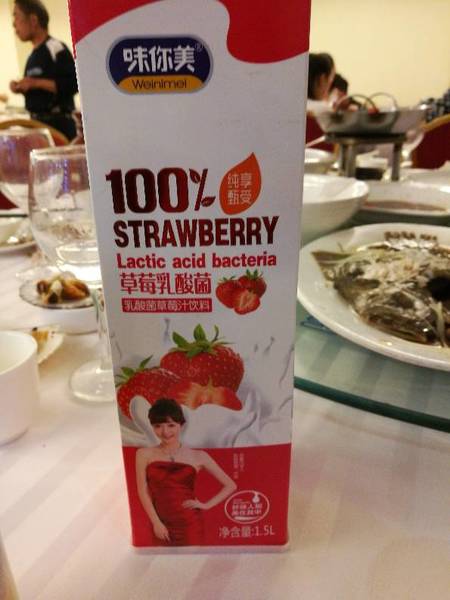 味你美®
Weinimei
100%
纯享
甄受
STRAWBERRY
Lactic acid bacteria
草莓乳酸菌
乳酸菌草莓汁饮料
净含量:1.5L